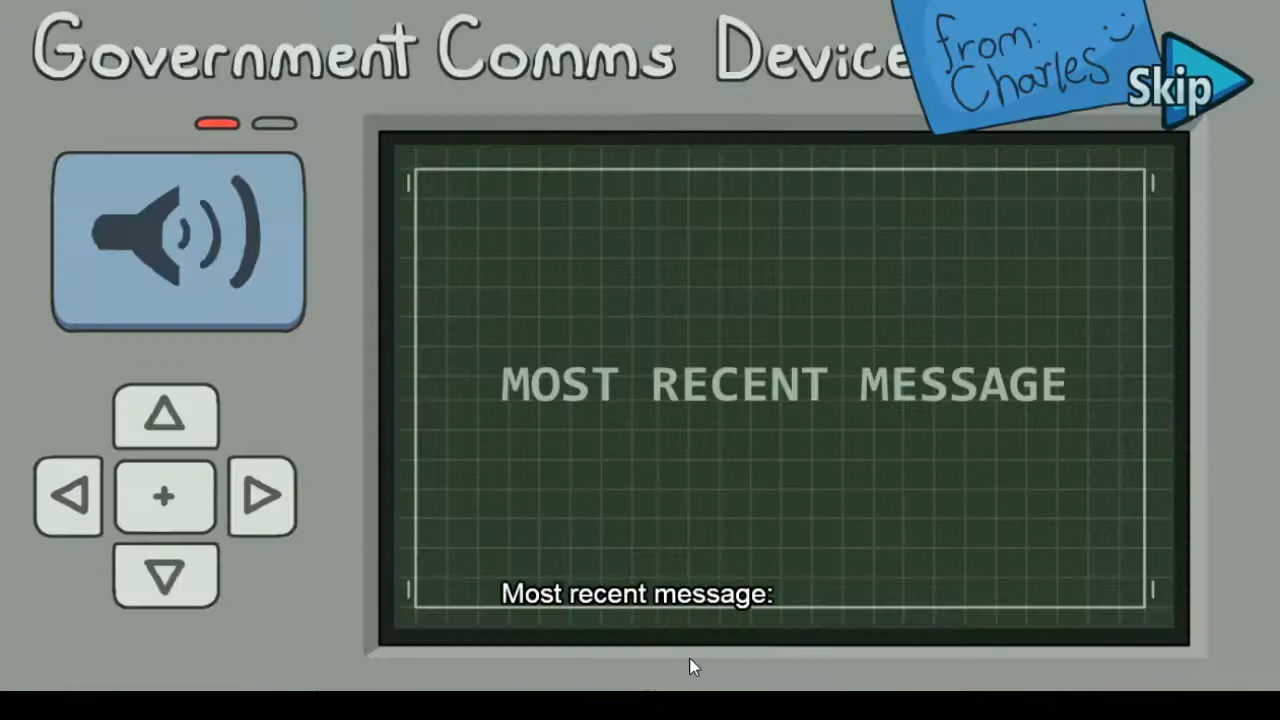 Government Comms Device
from:
Charles
Skip
MOST RECENT MESSAGE
Most recent message: